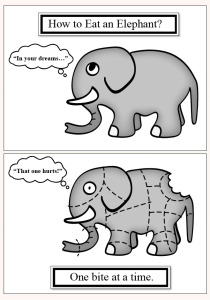 How to Eat an Elephant?
"In your dreams..."
"That one hurts!"
One bite at a time.